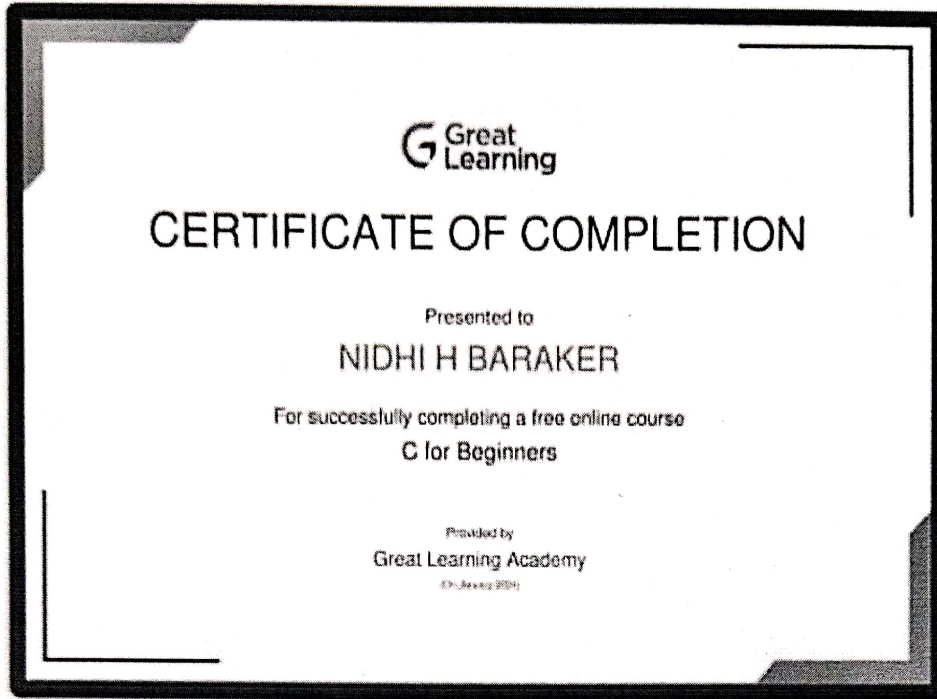 Great
Learning
CERTIFICATE OF COMPLETION
Presented to
NIDHI H BARAKER
For successfully completing a free online course
C for Beginners
Provided by
Great Learning Academy